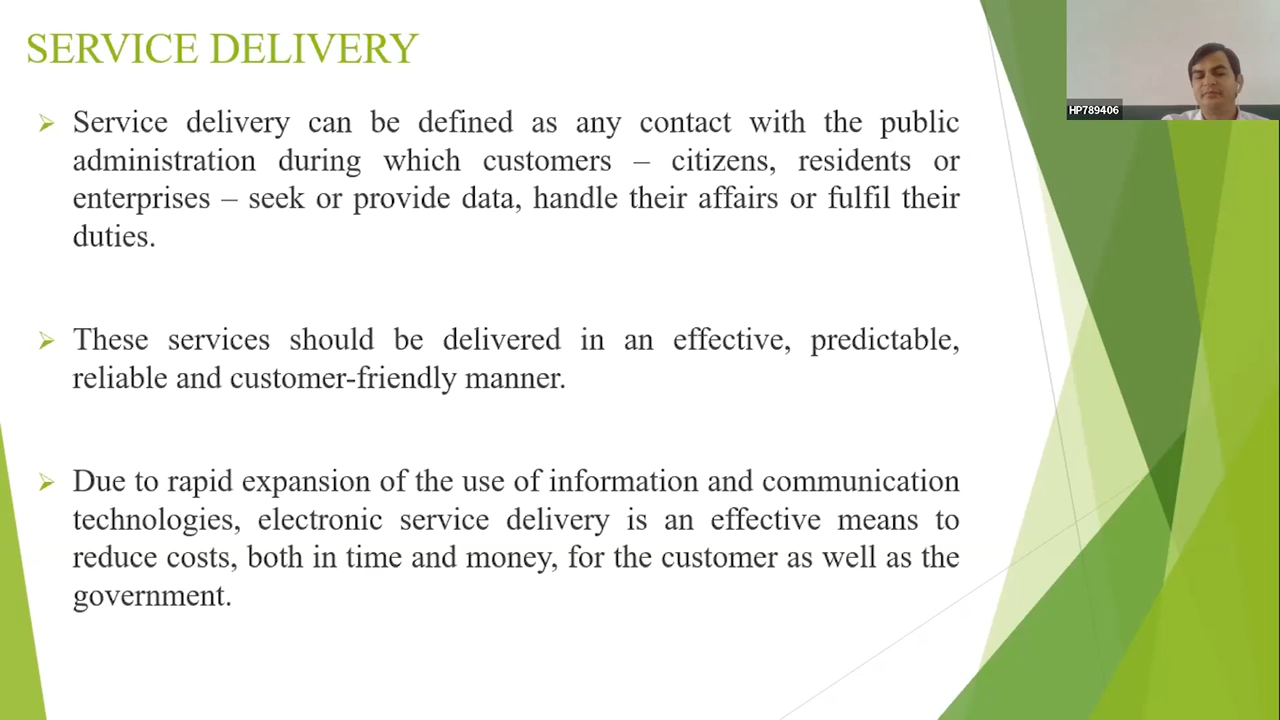 SERVICE DELIVERY
HP789406
Service delivery can be defined as any contact with the public
administration during which customers – citizens, residents or
enterprises – seek or provide data, handle their affairs or fulfil their
duties.
These services should be delivered in an effective, predictable,
reliable and customer-friendly manner.
Due to rapid expansion of the use of information and communication
technologies, electronic service delivery is an effective means to
reduce costs, both in time and money, for the customer as well as the
government.